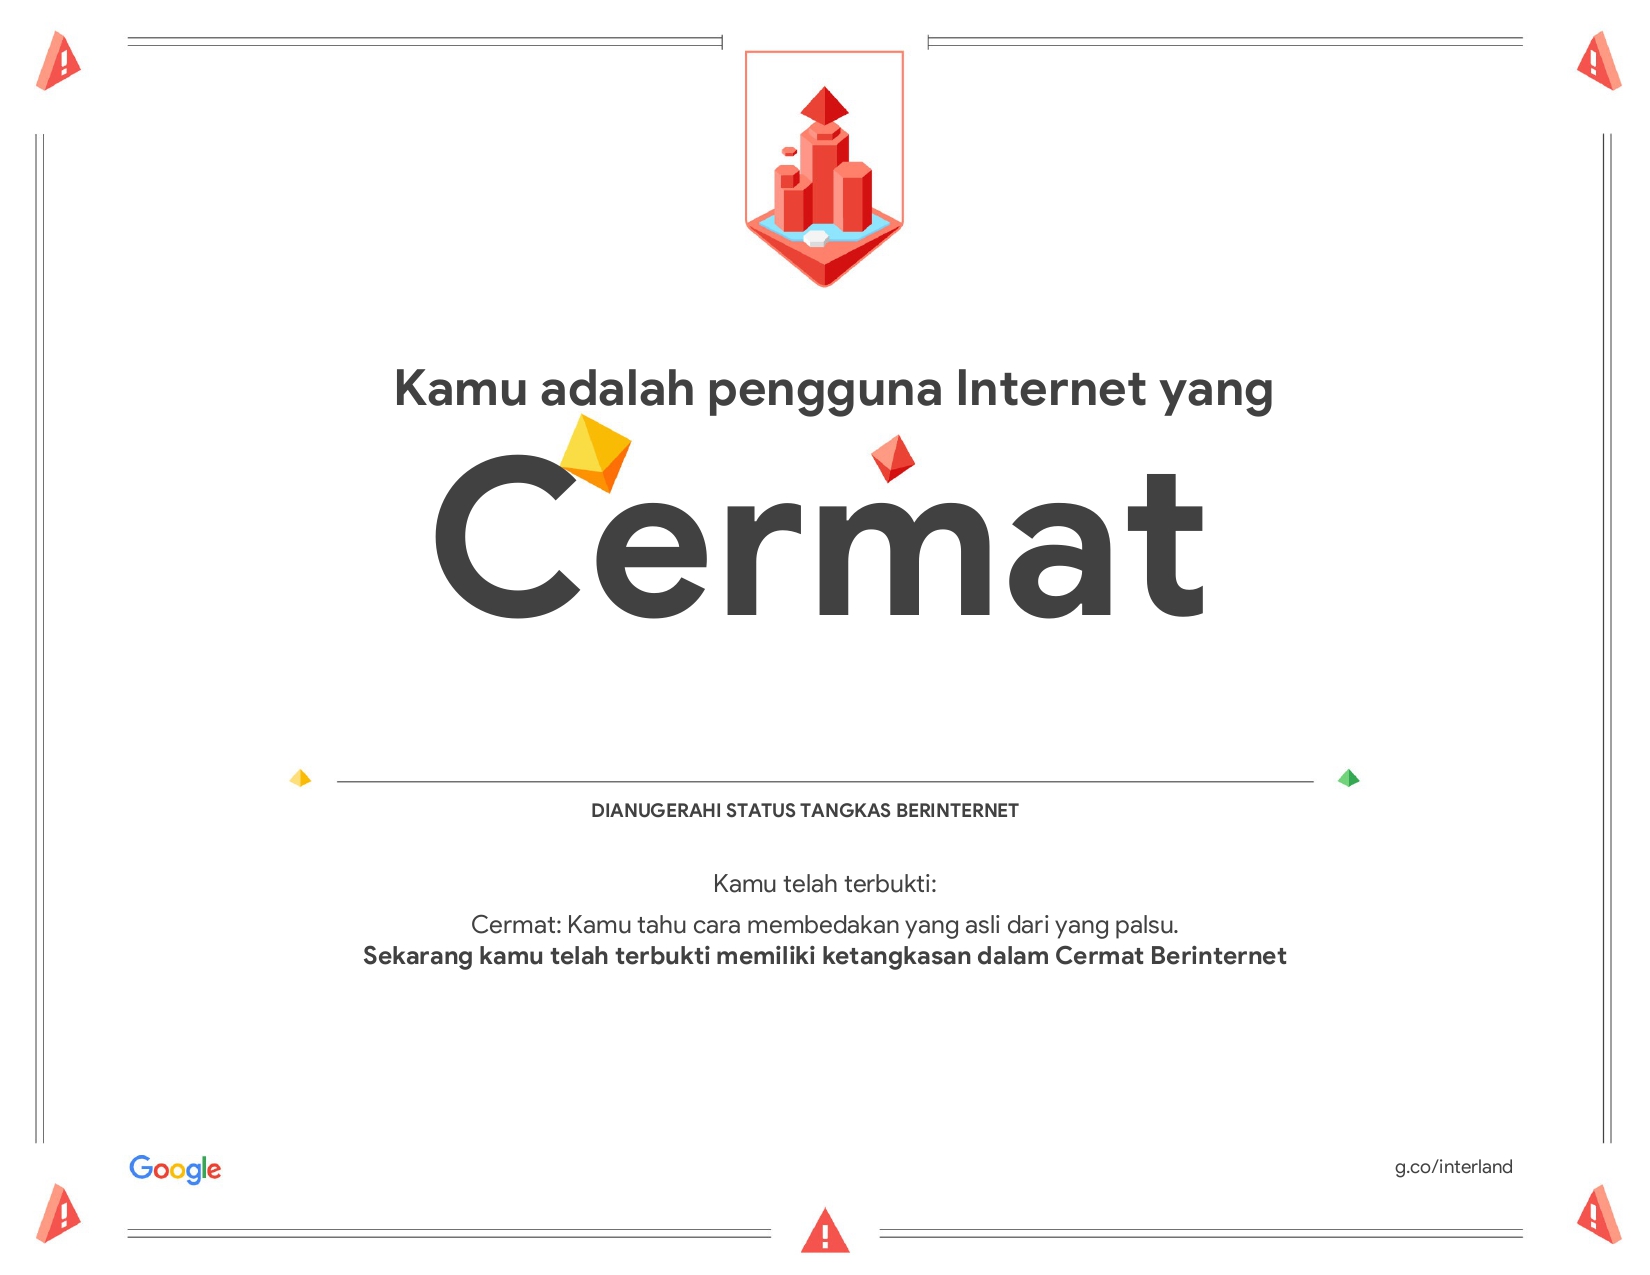 Kamu adalah pengguna Internet yang
Cermat
DIANUGERAHI STATUS TANGKAS BERINTERNET
Kamu telah terbukti:
Cermat: Kamu tahu cara membedakan yang asli dari yang palsu.
Sekarang kamu telah terbukti memiliki ketangkasan dalam Cermat Berinternet
Google
g.co/interland